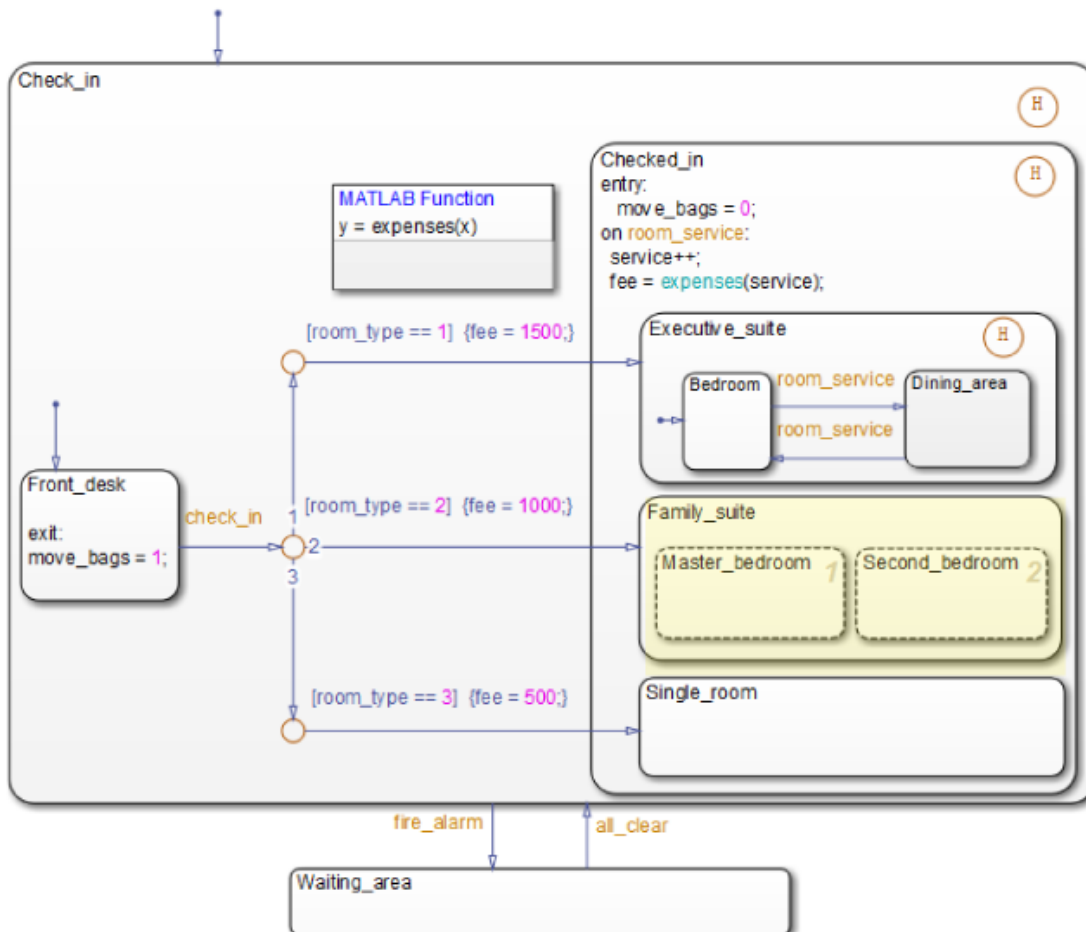 Check_in
H
Checked_in
H
entry:
move_bags = 0;
on room_service:
service++;
fee = expenses(service);
MATLAB Function
y = expenses(x)
[room_type == 1] {fee = 1500;}
Executive_suite
H
Bedroom
room_service
Dining_area
room_service
Front_desk
exit:
move_bags = 1;
check_in
1
2
3
[room_type == 2] {fee = 1000;}
Family_suite
Master_bedroom 1
Second_bedroom 2
[room_type == 3] {fee = 500;}
Single_room
fire_alarm
all_clear
Waiting_area